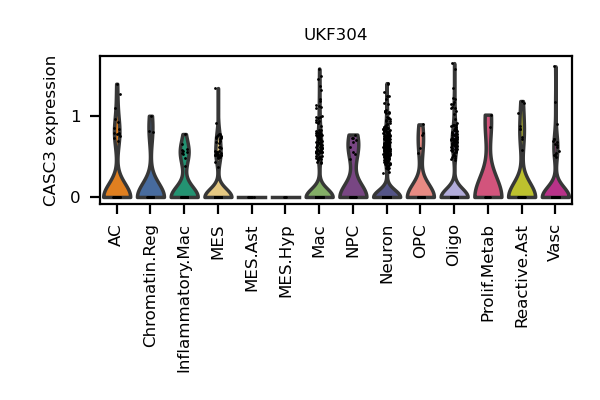 UKF304
CASC3 expression
1
0
AC
Chromatin.Reg
Inflammatory.Mac
MES
MES.Ast
MES.Hyp
Mac
NPC
Neuron
OPC
Oligo
Prolif.Metab
Reactive.Ast
Vasc